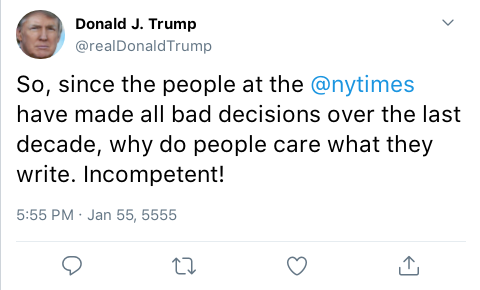 Donald J. Trump
@realDonaldTrump
So, since the people at the @nytimes
have made all bad decisions over the last
decade, why do people care what they
write. Incompetent!
5:55 PM · Jan 55, 5555